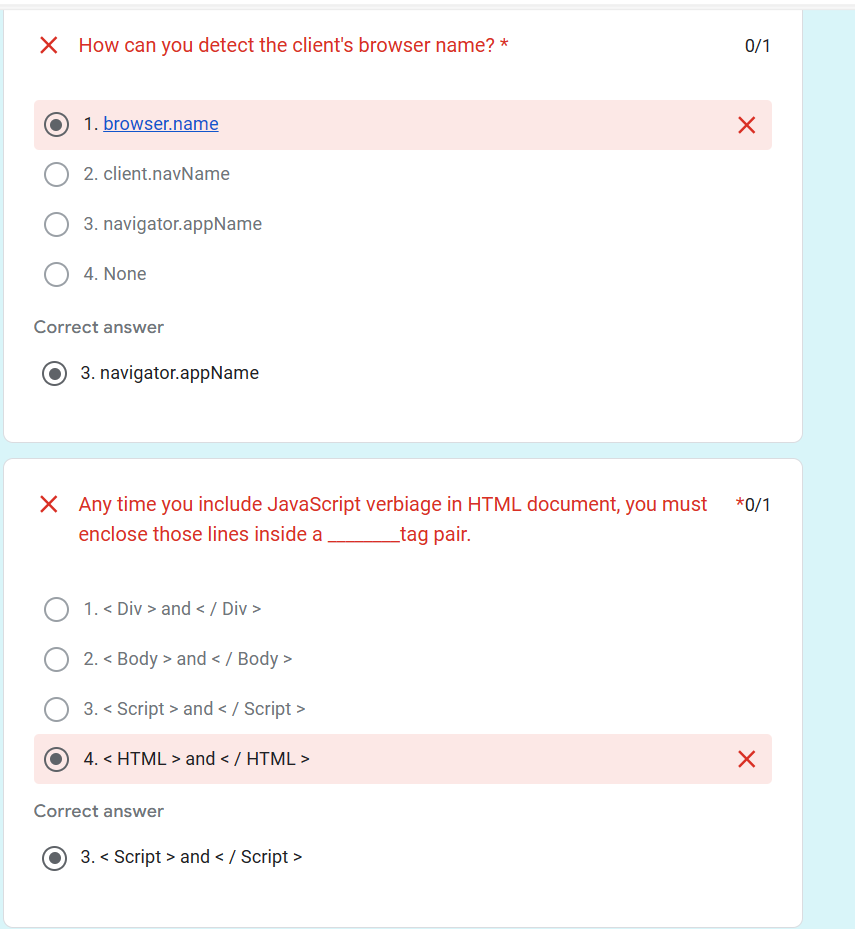 How can you detect the client's browser name? *
0/1
1. browser.name
2. client.navName
3. navigator.appName
4. None
Correct answer
3. navigator.appName
Any time you include JavaScript verbiage in HTML document, you must
*0/1
enclose those lines inside a ________tag pair.
1. < Div > and < / Div >
2. < Body > and < / Body >
3. < Script > and < / Script >
4. < HTML > and < / HTML >
Correct answer
3. < Script > and < / Script >